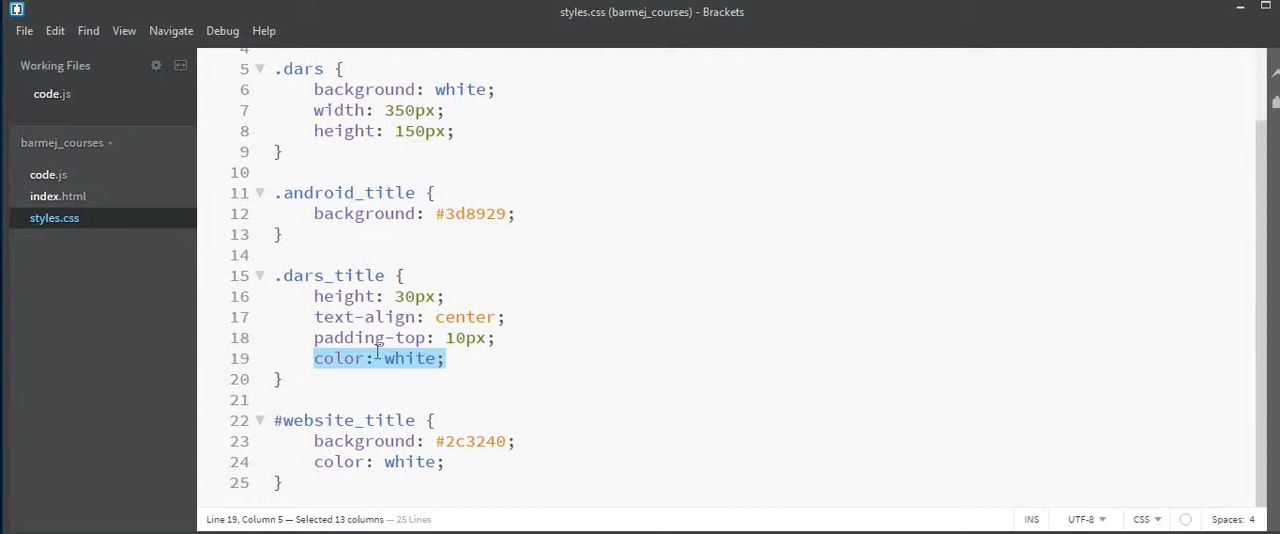 styles.css (barmej_courses) - Brackets
File Edit Find View Navigate Debug Help
Working Files
code.js
barmej_courses
code.js
index.html
styles.css
4
5 .dars {
6 background: white;
7 width: 350px;
8 height: 150px;
9 }
10
11 .android_title {
12 background: #3d8929;
13 }
14
15 .dars_title {
16 height: 30px;
17 text-align: center;
18 padding-top: 10px;
19 color: white;
20 }
21
22 #website_title {
23 background: #2c3240;
24 color: white;
25 }
Line 19, Column 5 — Selected 13 columns — 25 Lines INS UTF-8 CSS Spaces: 4